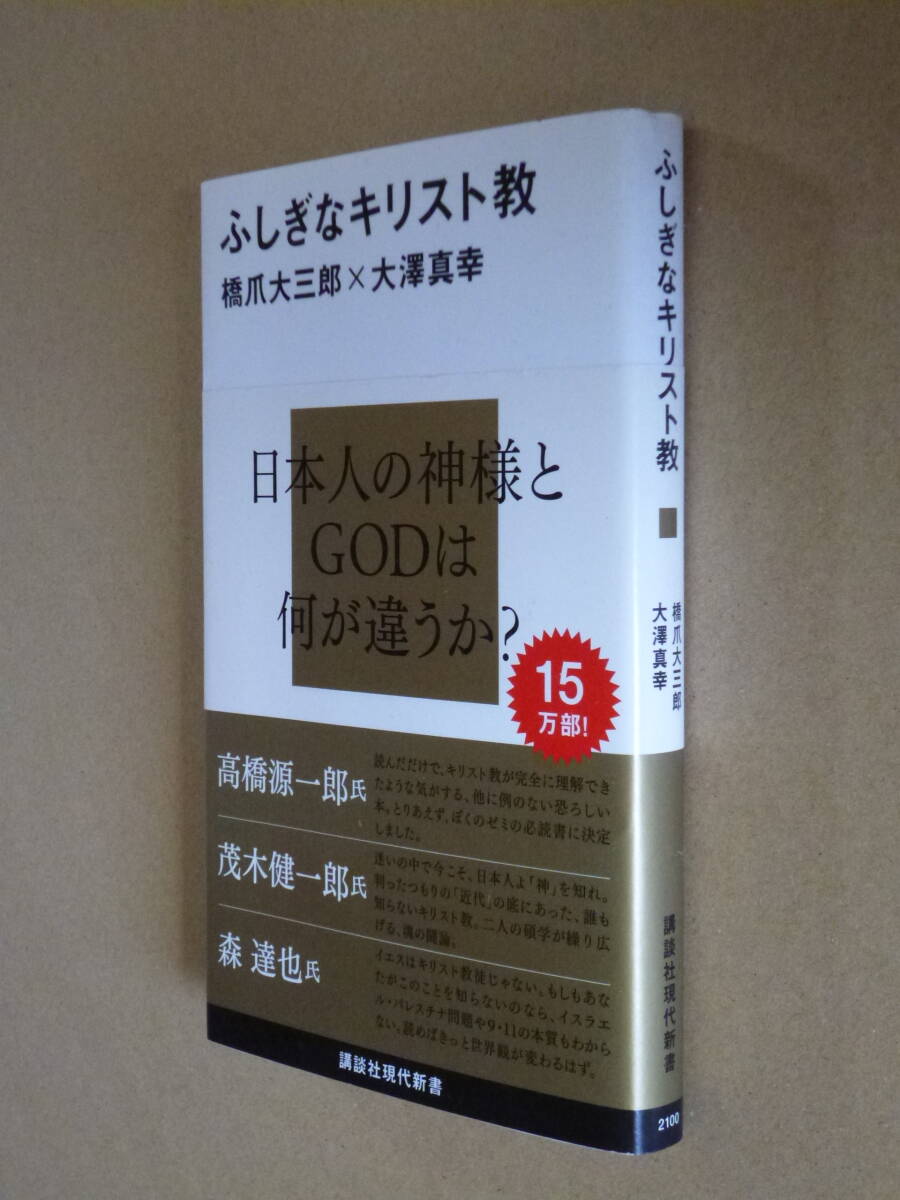 ふしぎなキリスト教
橋爪大三郎×大澤真幸
日本人の神様と
GODは
何が違うか?
15
万部!
高橋源一郎氏
読んだだけで、キリスト教が完全に理解でき
たような気がする、他に例のない恐ろしい
本。とりあえず、ぼくのゼミの必読書に決定
しました。
茂木健一郎氏
迷いの中で今こそ、日本人よ「神」を知れ。
判ったつもりの「近代」の底にあった、誰も
知らないキリスト教。二人の碩学が繰り広
げる、魂の闘論。
森 達也氏
イエスはキリスト教徒じゃない。もしもあな
たがこのことを知らないのなら、イスラエ
ル・パレスチナ問題や9・11の本質もわから
ない。読めばきっと世界観が変わるはず。
講談社現代新書
ふしぎなキリスト教
橋爪大三郎
大澤真幸
講談社現代新書
2100